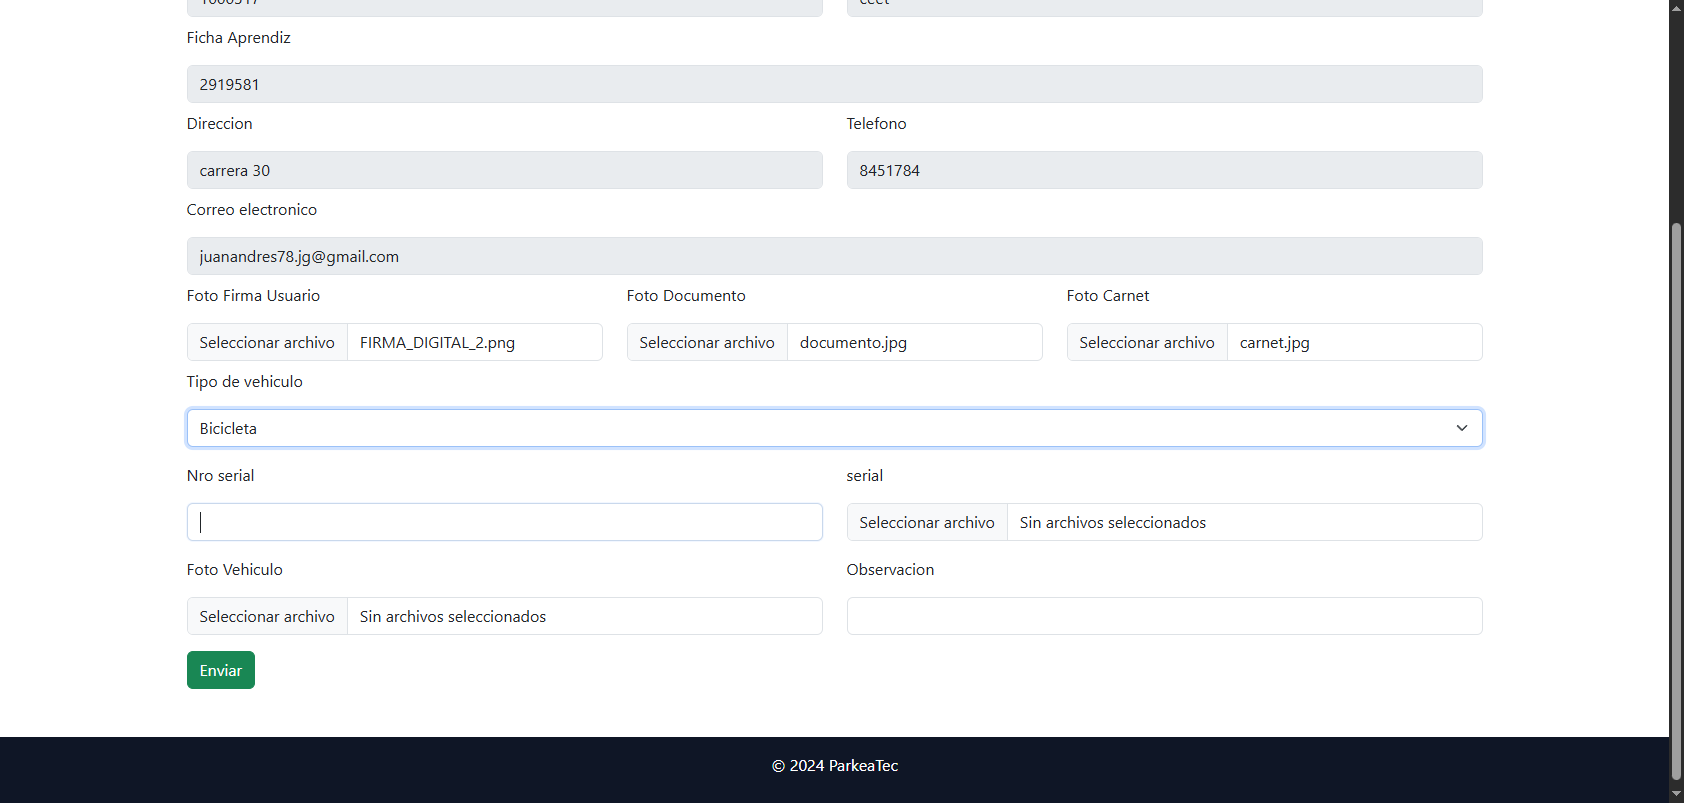 Ficha Aprendiz
2919581
Direccion Telefono
carrera 30 8451784
Correo electronico
juanandres78.jg@gmail.com
Foto Firma Usuario Foto Documento Foto Carnet
Seleccionar archivo FIRMA_DIGITAL_2.png Seleccionar archivo documento.jpg Seleccionar archivo carnet.jpg
Tipo de vehiculo
Bicicleta
Nro serial serial
Seleccionar archivo Sin archivos seleccionados
Foto Vehiculo Observacion
Seleccionar archivo Sin archivos seleccionados
Enviar
© 2024 ParkeaTec